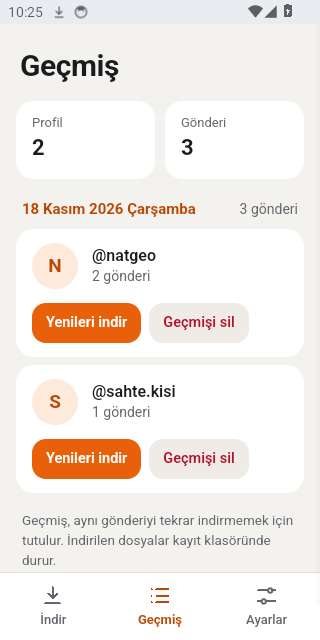 10:25
Geçmiş
Profil
2
Gönderi
3
18 Kasım 2026 Çarşamba
3 gönderi
N
@natgeo
2 gönderi
Yenileri indir
Geçmişi sil
S
@sahte.kisi
1 gönderi
Yenileri indir
Geçmişi sil
Geçmiş, aynı gönderiyi tekrar indirmemek için
tutulur. İndirilen dosyalar kayıt klasöründe
durur.
İndir
Geçmiş
Ayarlar